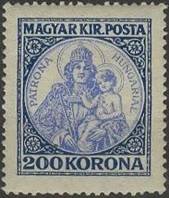 MAGYAR KIR. POSTA
PATRONA HUNGARIAE
200 KORONA